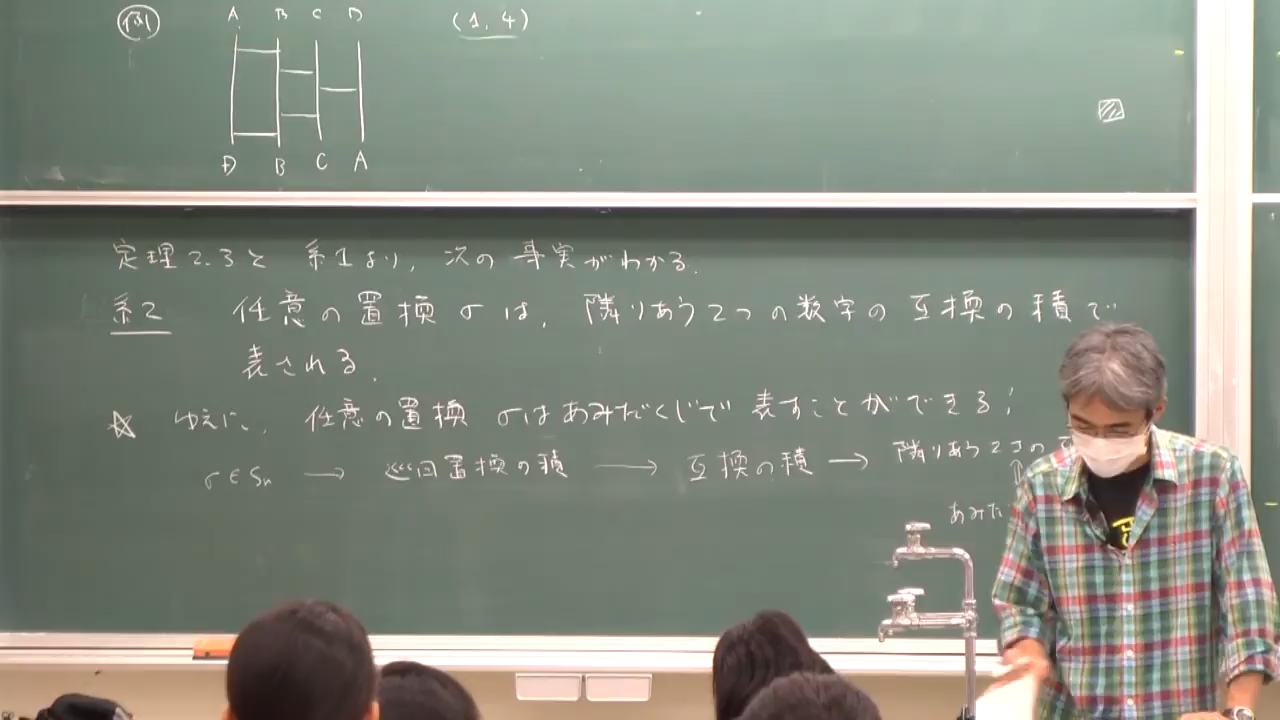 例
A B C D
(1, 4)
D B C A
定理2.3と 系1より, 次の事実がわかる.
系2 任意の置換 σ は, 隣りあう2つの数字の 互換の積で
表される.
☆ ゆえに, 任意の置換 σはあみだくじで 表すことができる!
σ∈Sn → 巡回置換の積 → 互換の積 → 隣りあう2つの
⇑
あみだ